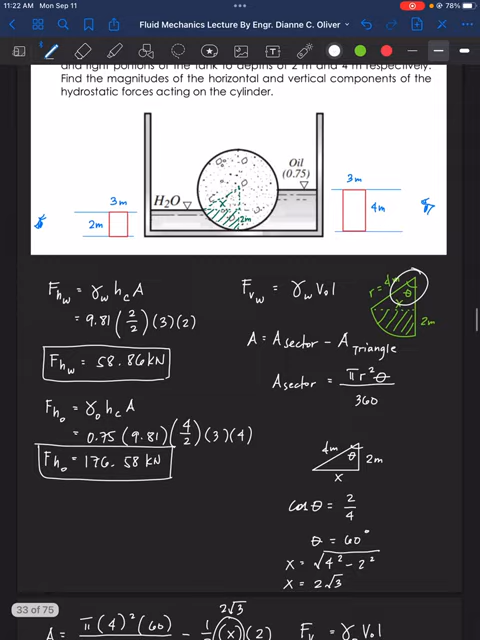 11:22 AM Mon Sep 11
78%
Fluid Mechanics Lecture By Engr. Dianne C. Oliver
and right portions of the tank to depths of 2 m and 4 m respectively.
Find the magnitudes of the horizontal and vertical components of the
hydrostatic forces acting on the cylinder.
3m
2m
H2O
x
2m
Oil
(0.75)
3m
4m
Fhw = γw hc A
= 9.81 (2/2) (3)(2)
Fhw = 58.86 kN
Fho = γo hc A
= 0.75 (9.81) (4/2) (3)(4)
Fho = 176.58 kN
Fvw = γw Vol
r = 4m
θ
x
2m
A = Asector − ATriangle
Asector = πr²θ
360
4m
θ
2m
x
cosθ = 2/4
θ = 60°
x = √4² − 2²
x = 2√3
33 of 75
2√3
A = π(4)²(60) − (x)(2)
Fv = γo Vol